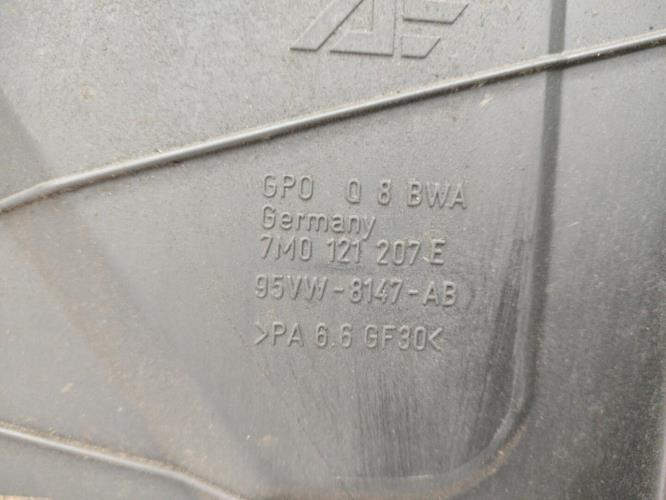 GPO Q 8 BWA
Germany
7M0 121 207 E
95VW-8147-AB
>PA 6.6 GF30<